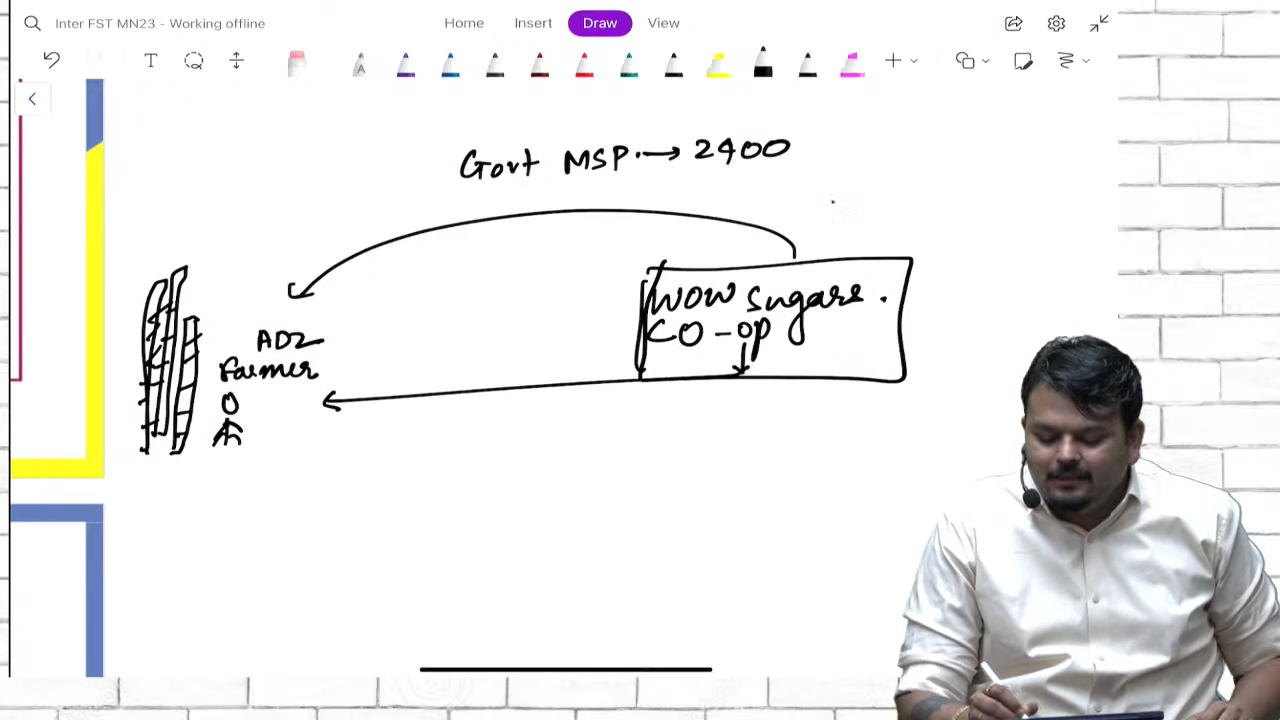 Inter FST MN23 - Working offline
Home Insert Draw View
T
A
Govt MSP. → 2400
WOW Sugars.
CO-OP
ADZ
Farmer